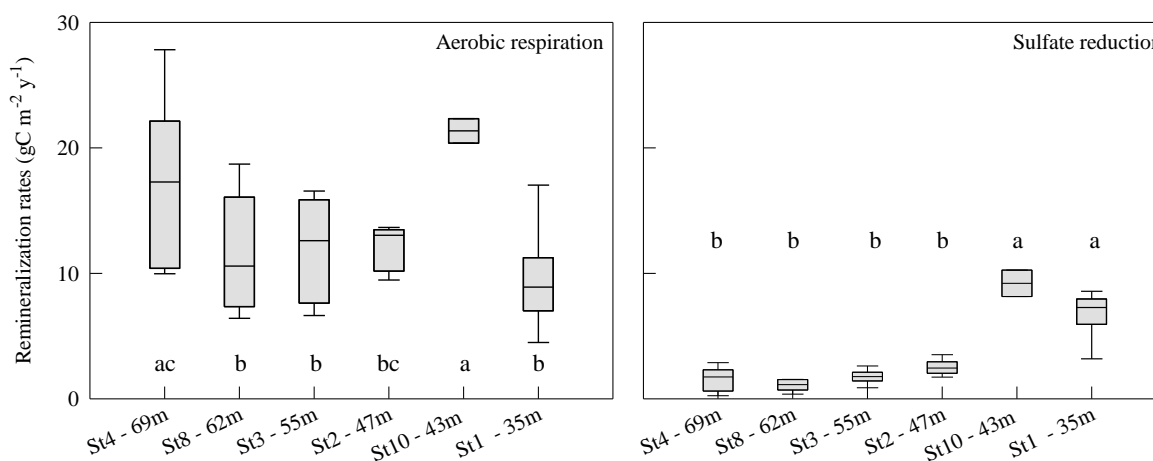 30
20
10
0
Remineralization rates (gC m-2 y-1)
Aerobic respiration
ac b b bc a b
St4 - 69m
St8 - 62m
St3 - 55m
St2 - 47m
St10 - 43m
St1 - 35m
Sulfate reduction
b b b b a a
St4 - 69m
St8 - 62m
St3 - 55m
St2 - 47m
St10 - 43m
St1 - 35m